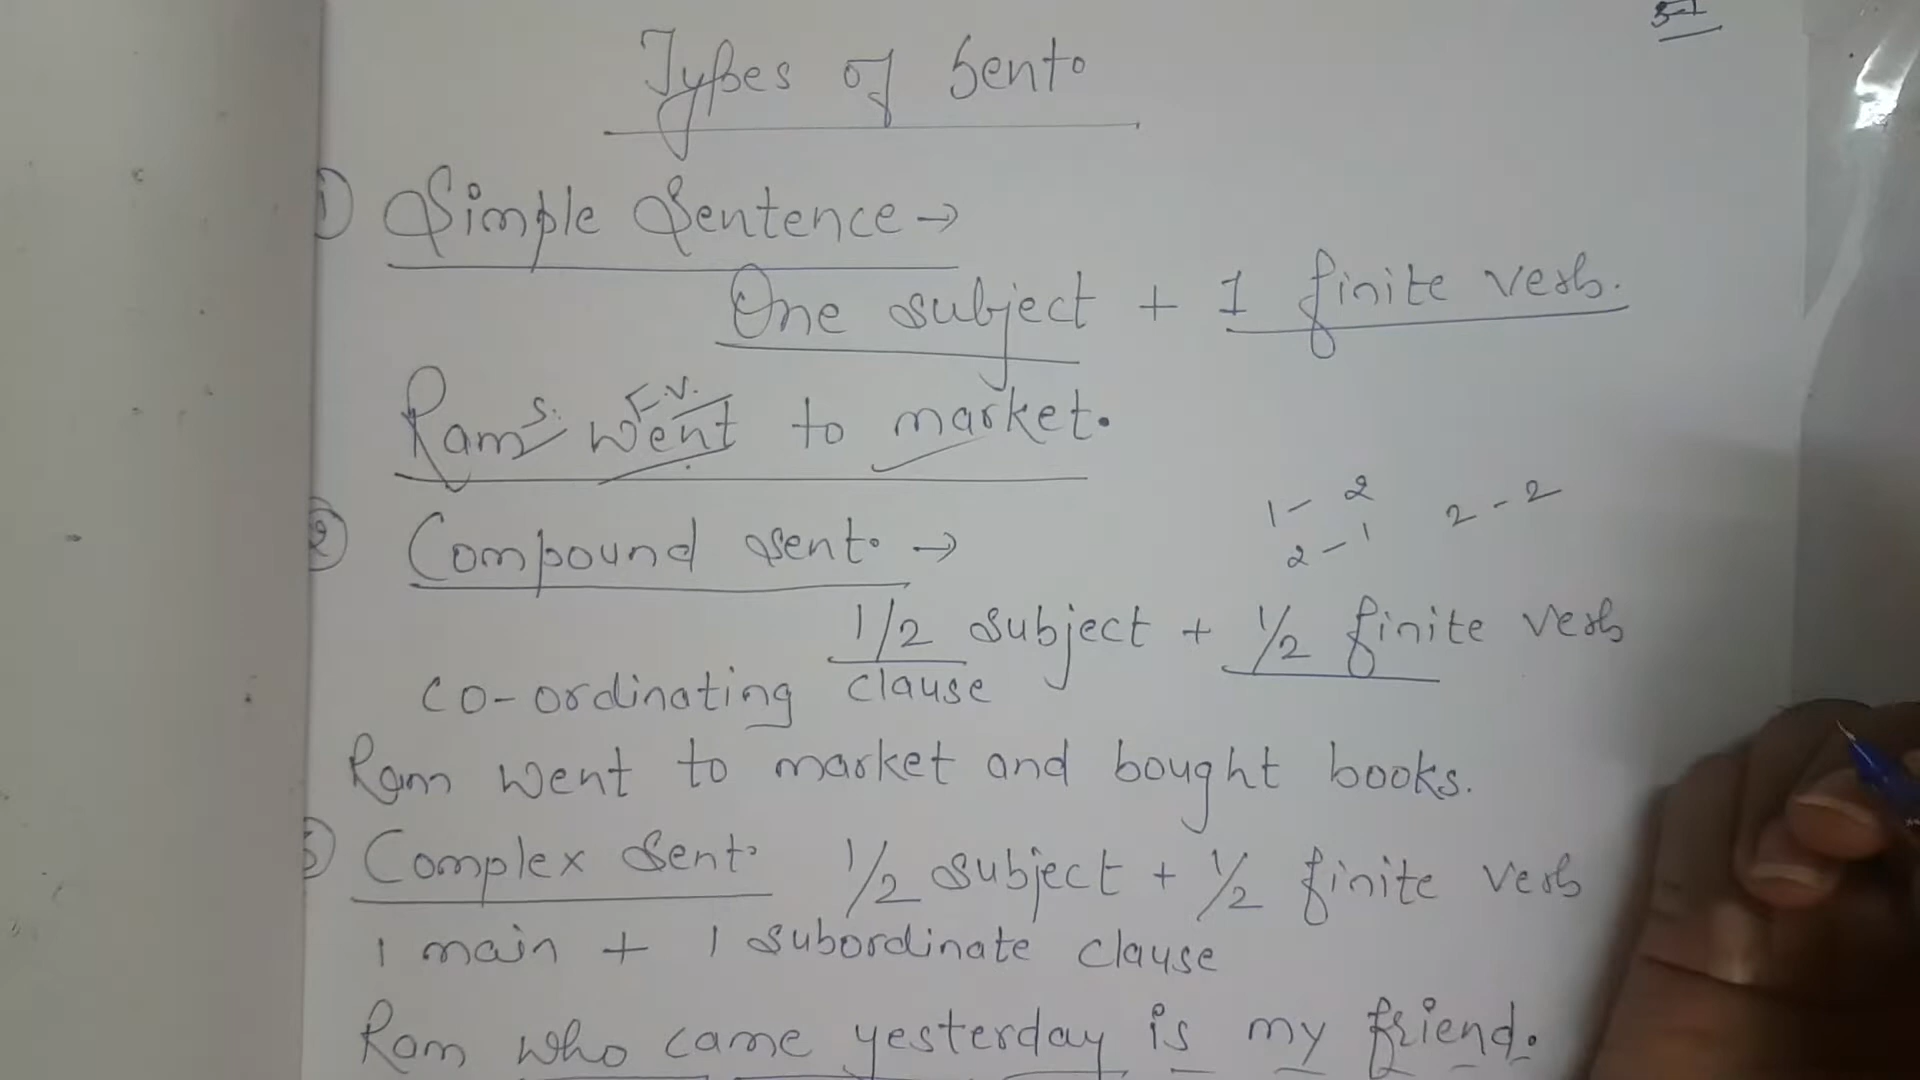 Types of Sent.
① Simple Sentence →
One subject + 1 finite verb.
S. F.V.
Ram went to market.
1 - 2 2 - 2
2 - 1
② Compound Sent. →
1/2 subject + 1/2 finite verb
co-ordinating clause
Ram went to market and bought books.
③ Complex Sent. 1/2 subject + 1/2 finite verb
1 main + 1 subordinate clause
Ram who came yesterday is my friend.